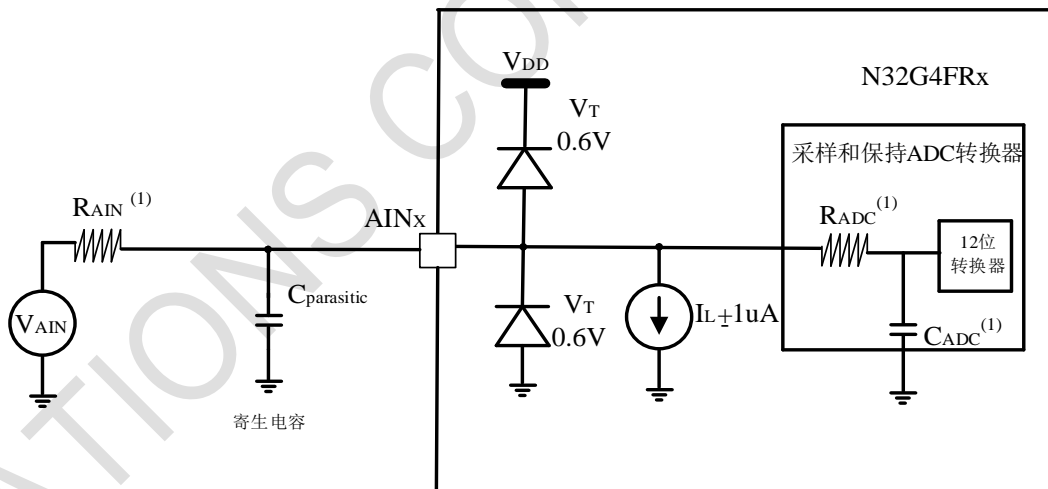 VDD
N32G4FRx
VT
0.6V
采样和保持ADC转换器
RAIN(1)
AINX
RADC(1)
12位
转换器
Cparasitic
VT
0.6V
IL±1uA
CADC(1)
VAIN
寄生电容
ATIONS CO